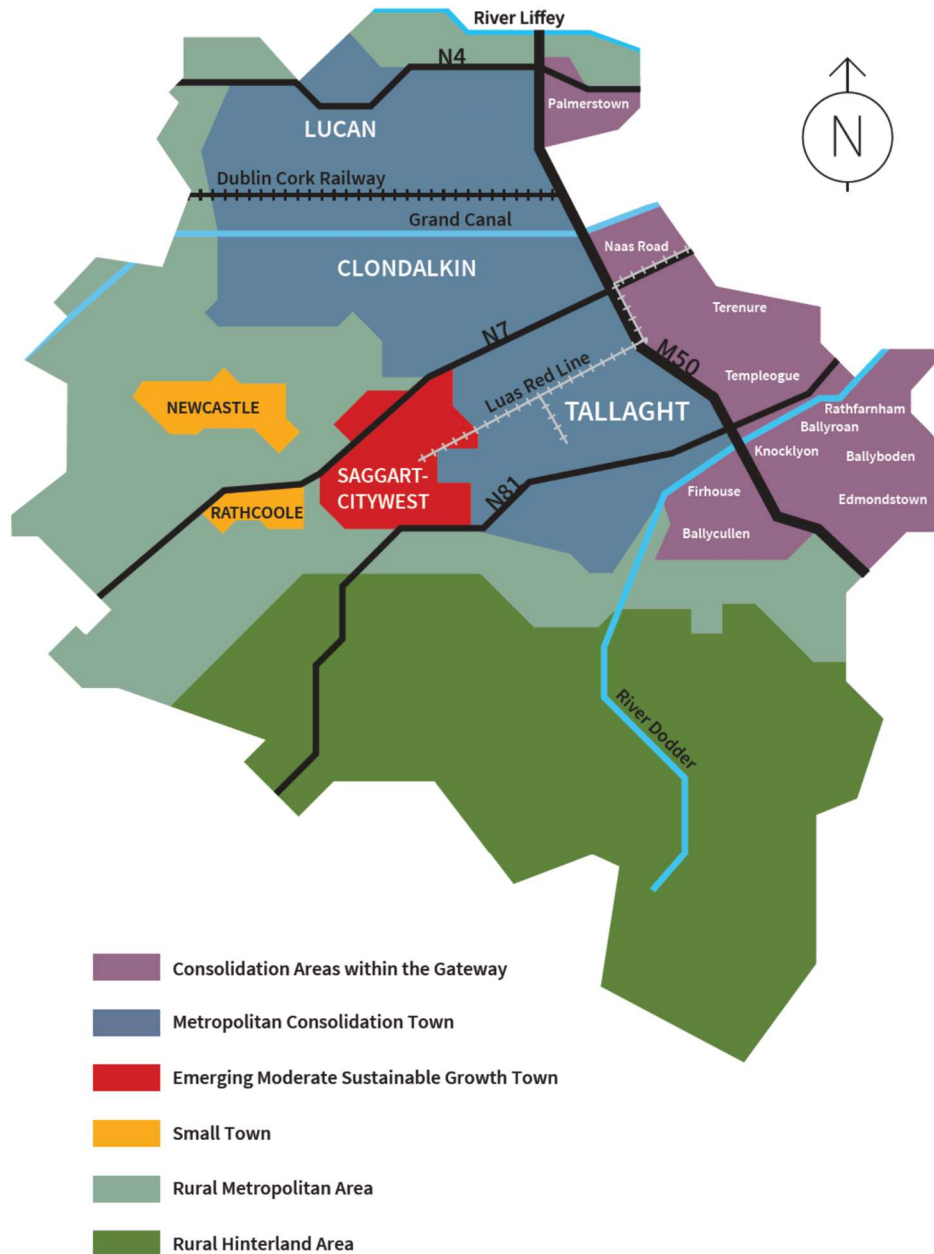 River Liffey
N4
Palmerstown
N
LUCAN
Dublin Cork Railway
Grand Canal
Naas Road
CLONDALKIN
Terenure
N7
M50
Luas Red Line
Templeogue
NEWCASTLE
TALLAGHT
Rathfarnham
Ballyroan
Knocklyon
Ballyboden
SAGGART-
CITYWEST
N81
Firhouse
Edmondstown
RATHCOOLE
Ballycullen
River Dodder
Consolidation Areas within the Gateway
Metropolitan Consolidation Town
Emerging Moderate Sustainable Growth Town
Small Town
Rural Metropolitan Area
Rural Hinterland Area